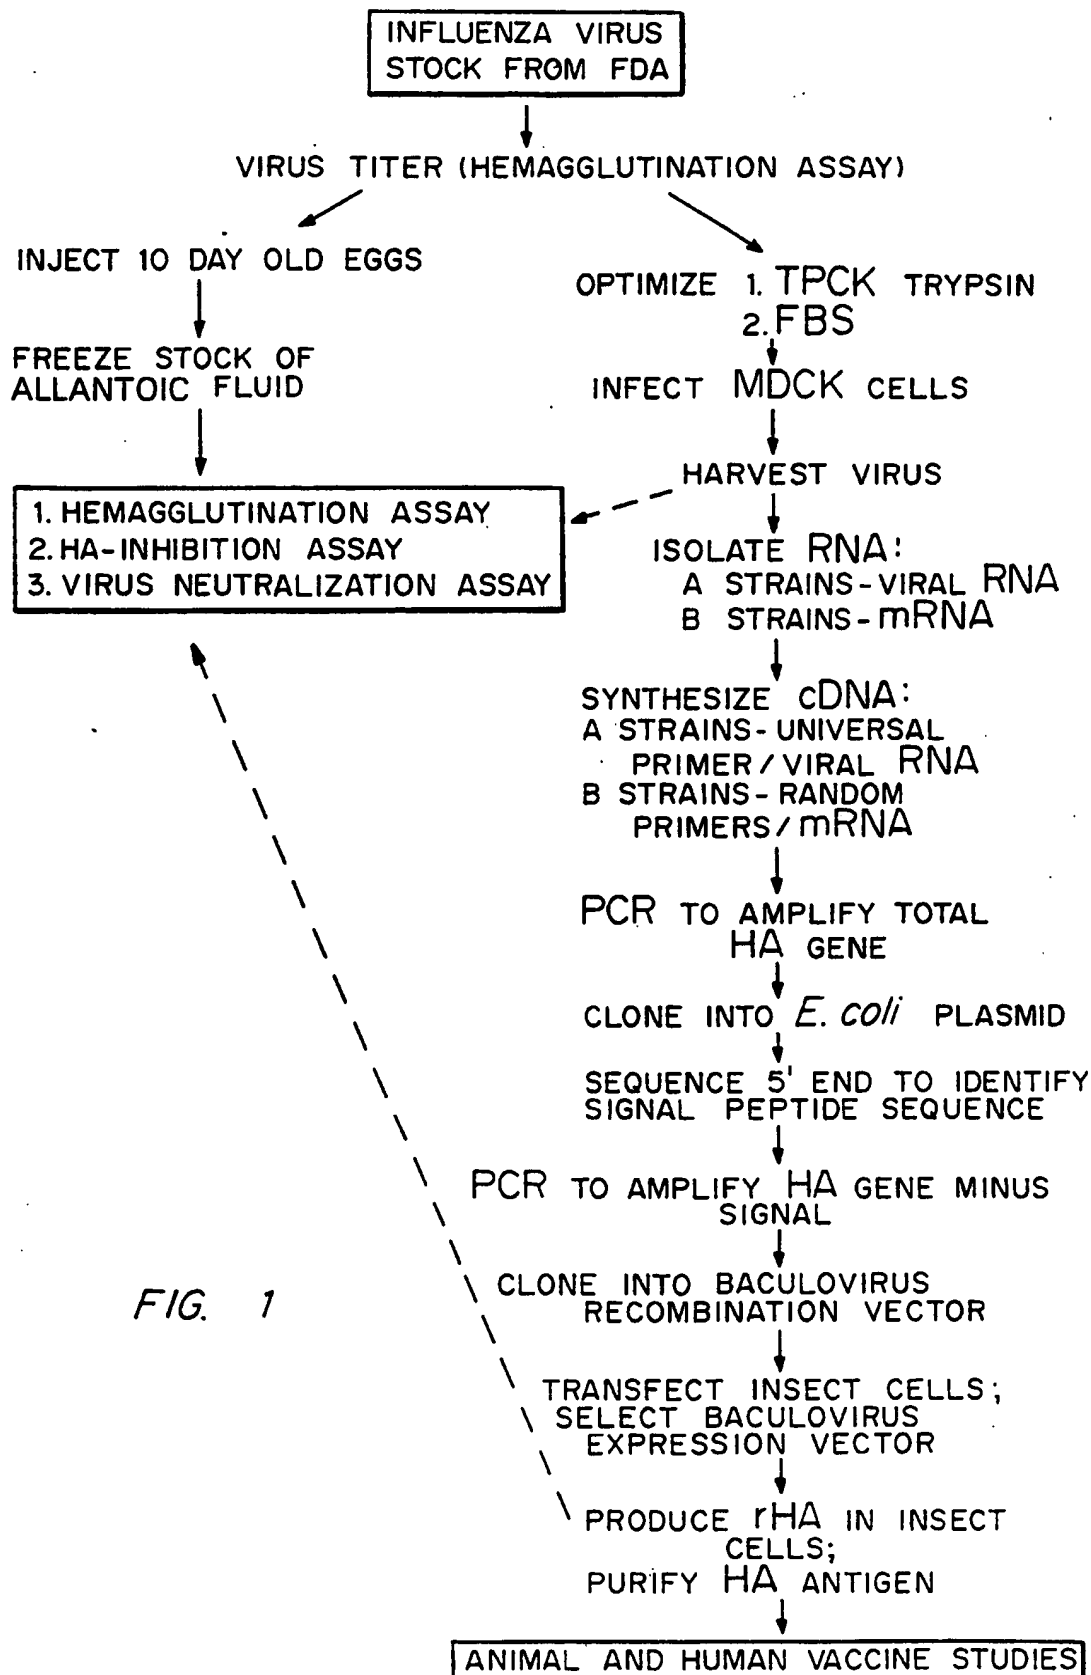 INFLUENZA VIRUS
STOCK FROM FDA
VIRUS TITER (HEMAGGLUTINATION ASSAY)
INJECT 10 DAY OLD EGGS
FREEZE STOCK OF
ALLANTOIC FLUID
1. HEMAGGLUTINATION ASSAY
2. HA-INHIBITION ASSAY
3. VIRUS NEUTRALIZATION ASSAY
OPTIMIZE 1. TPCK TRYPSIN
2. FBS
INFECT MDCK CELLS
HARVEST VIRUS
ISOLATE RNA:
A STRAINS-VIRAL RNA
B STRAINS-mRNA
SYNTHESIZE cDNA:
A STRAINS-UNIVERSAL
PRIMER/VIRAL RNA
B STRAINS-RANDOM
PRIMERS/mRNA
PCR TO AMPLIFY TOTAL
HA GENE
CLONE INTO E. coli PLASMID
SEQUENCE 5' END TO IDENTIFY
SIGNAL PEPTIDE SEQUENCE
PCR TO AMPLIFY HA GENE MINUS
SIGNAL
CLONE INTO BACULOVIRUS
RECOMBINATION VECTOR
TRANSFECT INSECT CELLS;
SELECT BACULOVIRUS
EXPRESSION VECTOR
PRODUCE rHA IN INSECT
CELLS;
PURIFY HA ANTIGEN
ANIMAL AND HUMAN VACCINE STUDIES
FIG. 1